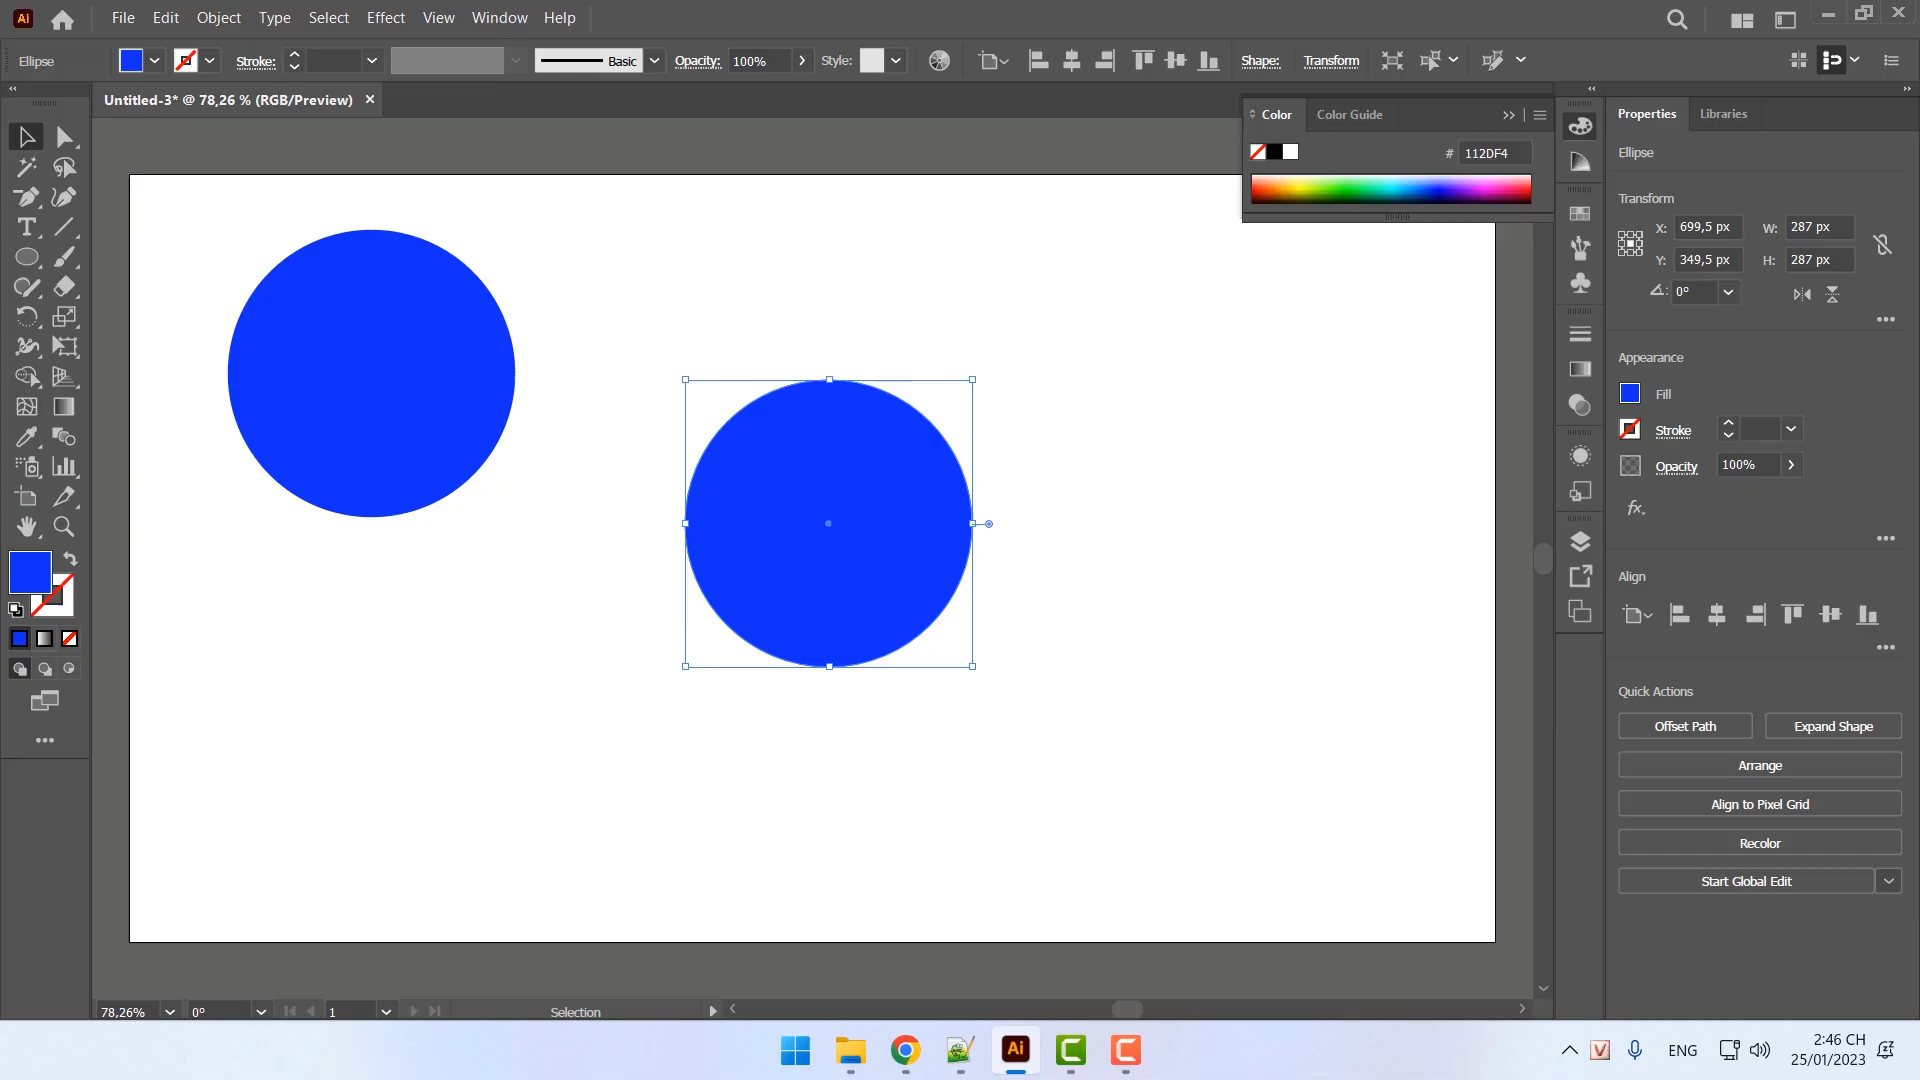 Ai File Edit Object Type Select Effect View Window Help
Ellipse Stroke: Basic Opacity: 100% Style: Shape: Transform
Untitled-3* @ 78,26 % (RGB/Preview)
Color Color Guide
# 112DF4
Properties Libraries
Ellipse
Transform
X: 699,5 px W: 287 px
Y: 349,5 px H: 287 px
0°
Appearance
Fill
Stroke
Opacity 100%
fx.
Align
Quick Actions
Offset Path Expand Shape
Arrange
Align to Pixel Grid
Recolor
Start Global Edit
78,26% 0° 1 Selection
Ai ENG 2:46 CH
25/01/2023